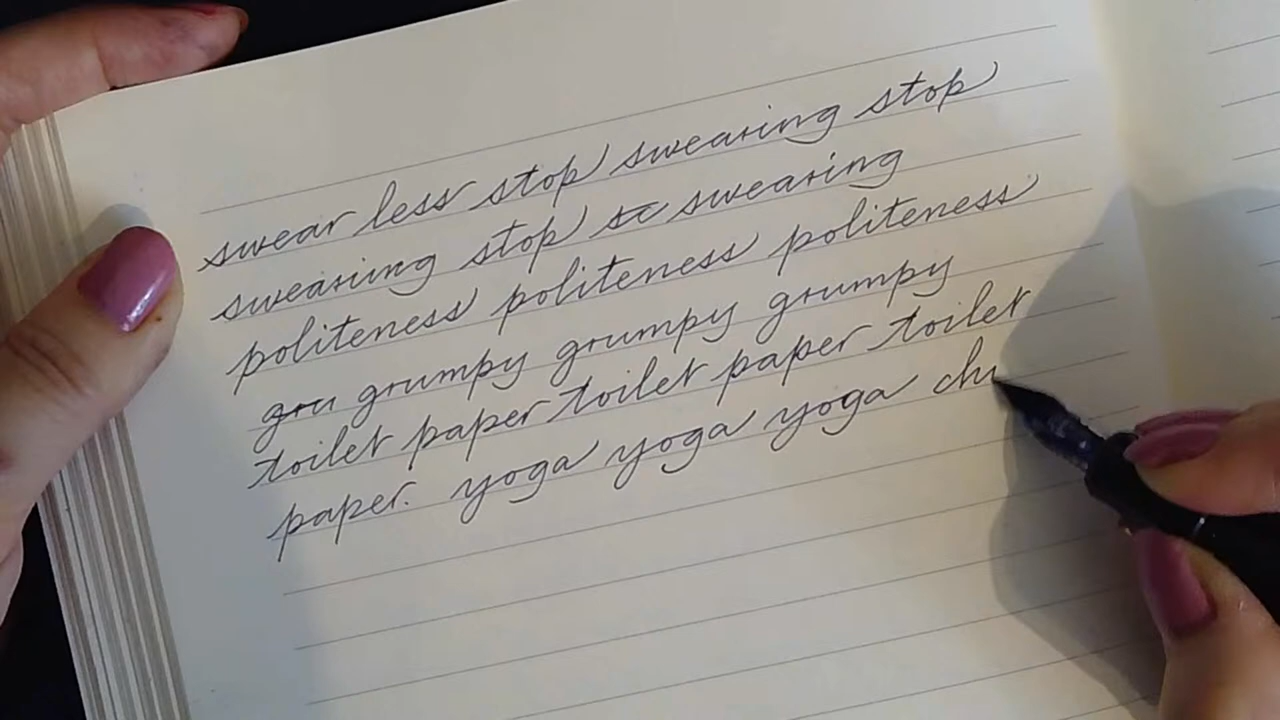 swear less stop swearing stop
swearing stop sc swearing
politeness politeness politeness
gru grumpy grumpy grumpy
toilet paper toilet paper toilet
paper. yoga yoga yoga chu